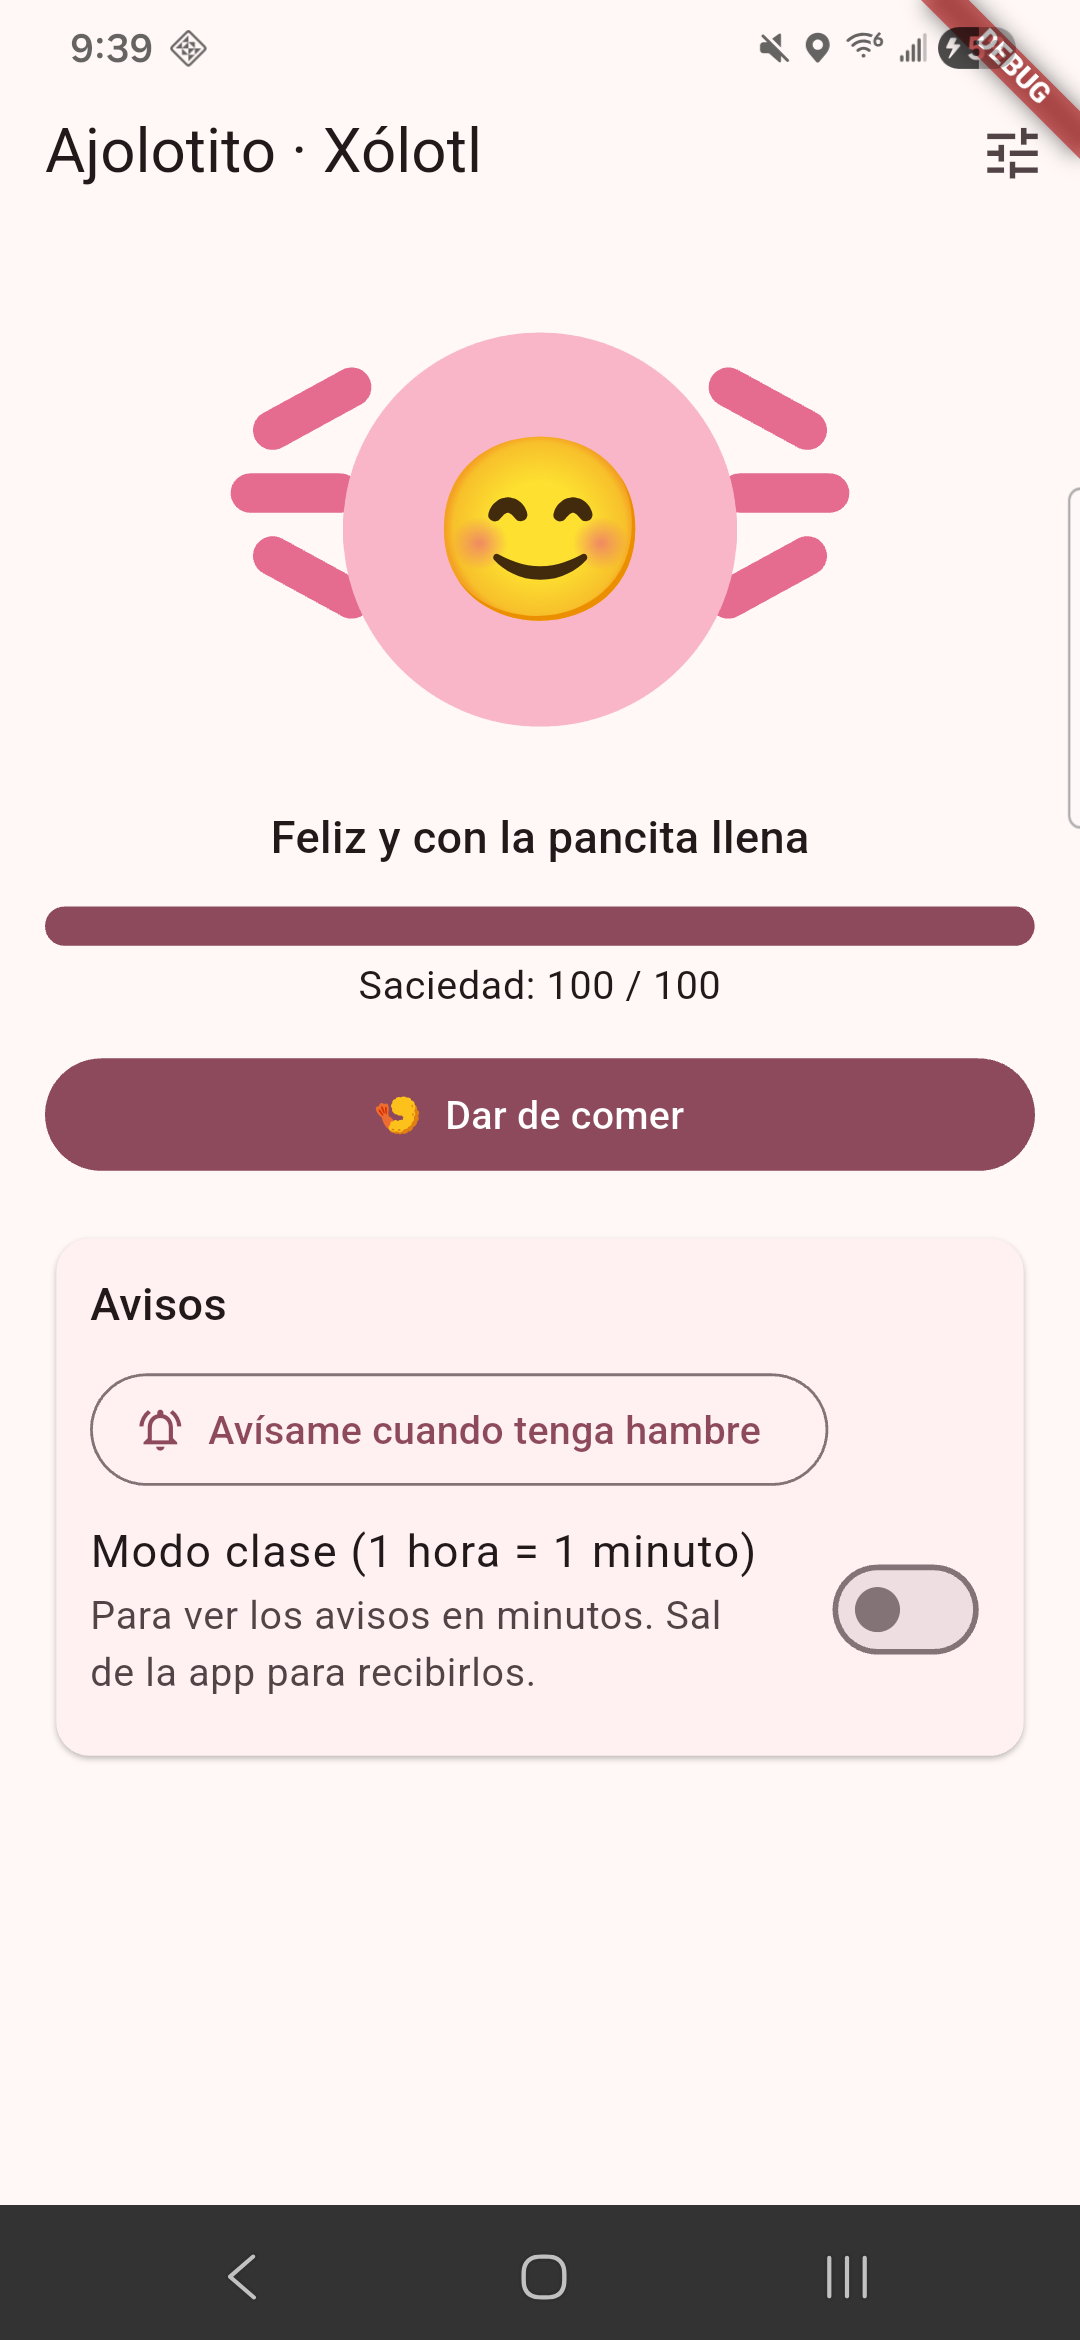 9:39
DEBUG
Ajolotito · Xólotl
Feliz y con la pancita llena
Saciedad: 100 / 100
Dar de comer
Avisos
Avísame cuando tenga hambre
Modo clase (1 hora = 1 minuto)
Para ver los avisos en minutos. Sal
de la app para recibirlos.